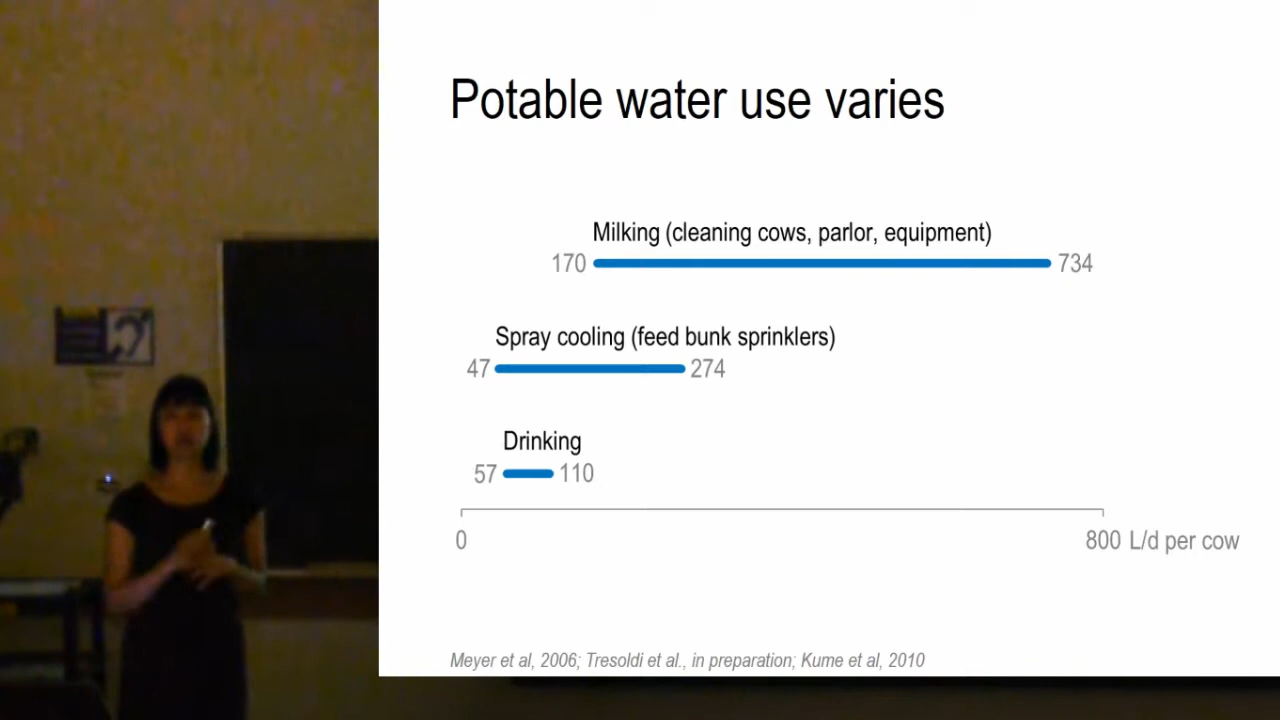 Potable water use varies
Milking (cleaning cows, parlor, equipment)
170 734
Spray cooling (feed bunk sprinklers)
47 274
Drinking
57 110
0 800 L/d per cow
Meyer et al, 2006; Tresoldi et al., in preparation; Kume et al, 2010